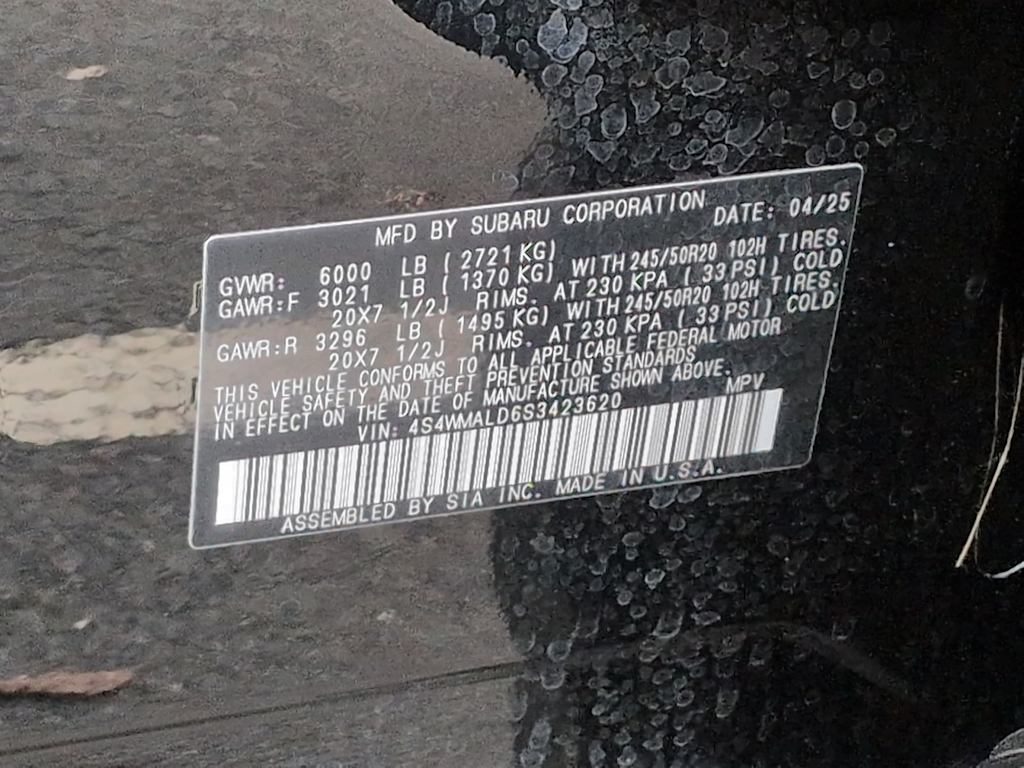 MFD BY SUBARU CORPORATION DATE: 04/25
GVWR: 6000 LB ( 2721 KG)
GAWR:F 3021 LB ( 1370 KG) WITH 245/50R20 102H TIRES.
20X7 1/2J RIMS. AT 230 KPA ( 33 PSI) COLD
GAWR:R 3296 LB ( 1495 KG) WITH 245/50R20 102H TIRES.
20X7 1/2J RIMS. AT 230 KPA ( 33 PSI) COLD
THIS VEHICLE CONFORMS TO ALL APPLICABLE FEDERAL MOTOR
VEHICLE SAFETY AND THEFT PREVENTION STANDARDS
IN EFFECT ON THE DATE OF MANUFACTURE SHOWN ABOVE.
VIN: 4S4WMALD6S3423620 MPV
ASSEMBLED BY SIA INC. MADE IN U.S.A.